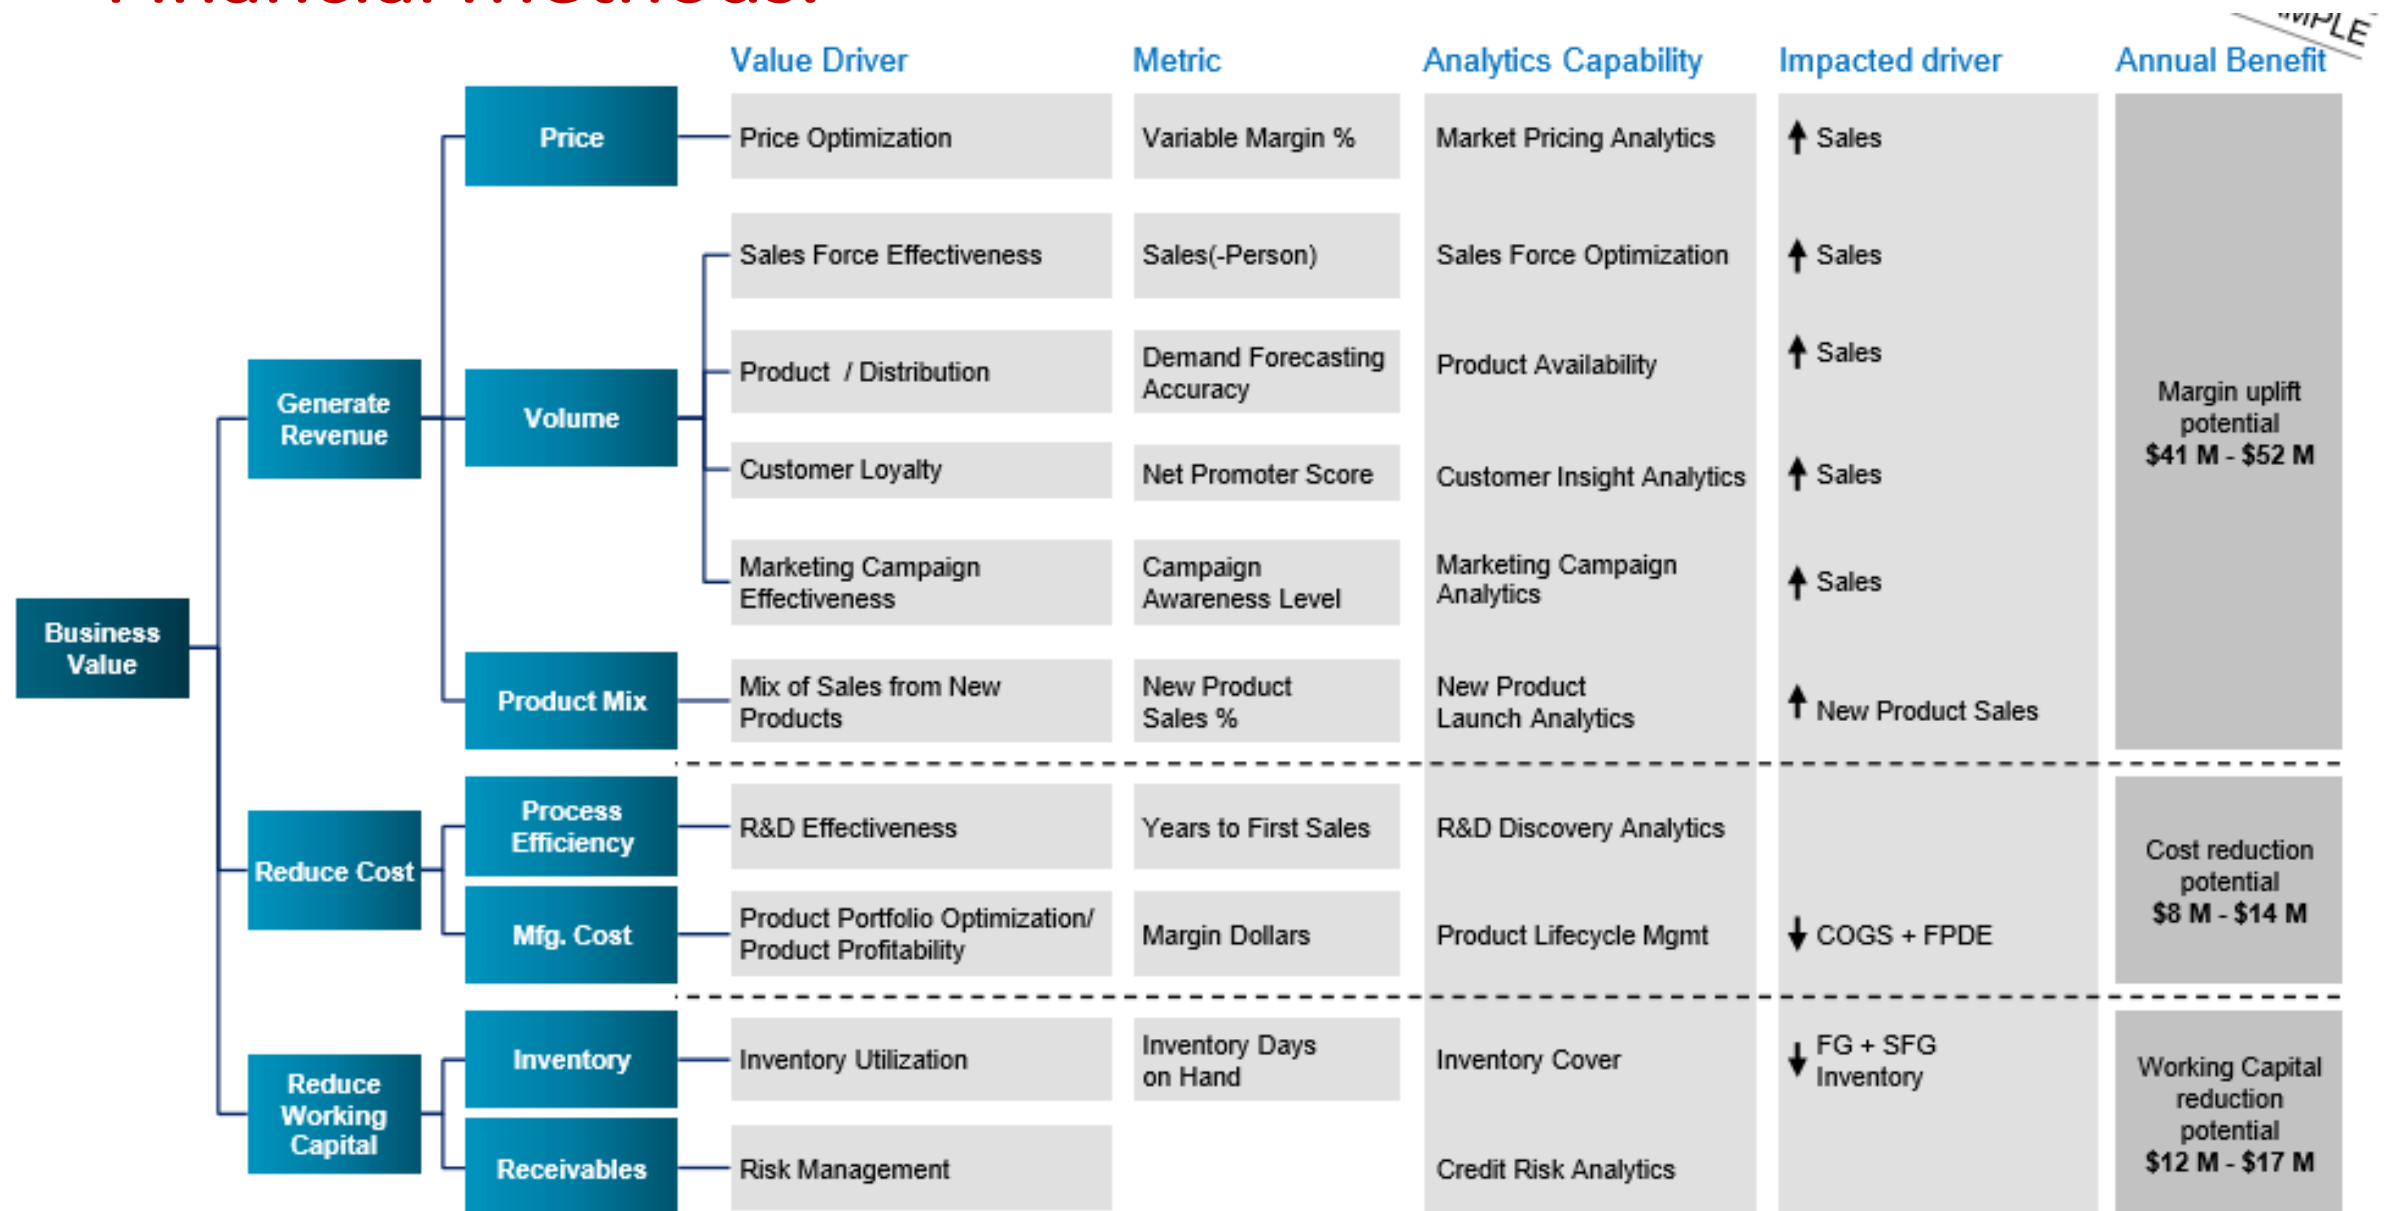 Financial methods:
Value Driver
Metric
Analytics Capability
Impacted driver
Annual Benefit
Price
Price Optimization
Variable Margin %
Market Pricing Analytics
Sales
Sales Force Effectiveness
Sales(-Person)
Sales Force Optimization
Sales
Generate
Revenue
Volume
Product / Distribution
Demand Forecasting
Accuracy
Product Availability
Sales
Margin uplift
potential
$41 M - $52 M
Customer Loyalty
Net Promoter Score
Customer Insight Analytics
Sales
Marketing Campaign
Effectiveness
Campaign
Awareness Level
Marketing Campaign
Analytics
Sales
Business
Value
Product Mix
Mix of Sales from New
Products
New Product
Sales %
New Product
Launch Analytics
New Product Sales
Reduce Cost
Process
Efficiency
R&D Effectiveness
Years to First Sales
R&D Discovery Analytics
Cost reduction
potential
$8 M - $14 M
Mfg. Cost
Product Portfolio Optimization/
Product Profitability
Margin Dollars
Product Lifecycle Mgmt
COGS + FPDE
Reduce
Working
Capital
Inventory
Inventory Utilization
Inventory Days
on Hand
Inventory Cover
FG + SFG
Inventory
Working Capital
reduction
potential
$12 M - $17 M
Receivables
Risk Management
Credit Risk Analytics